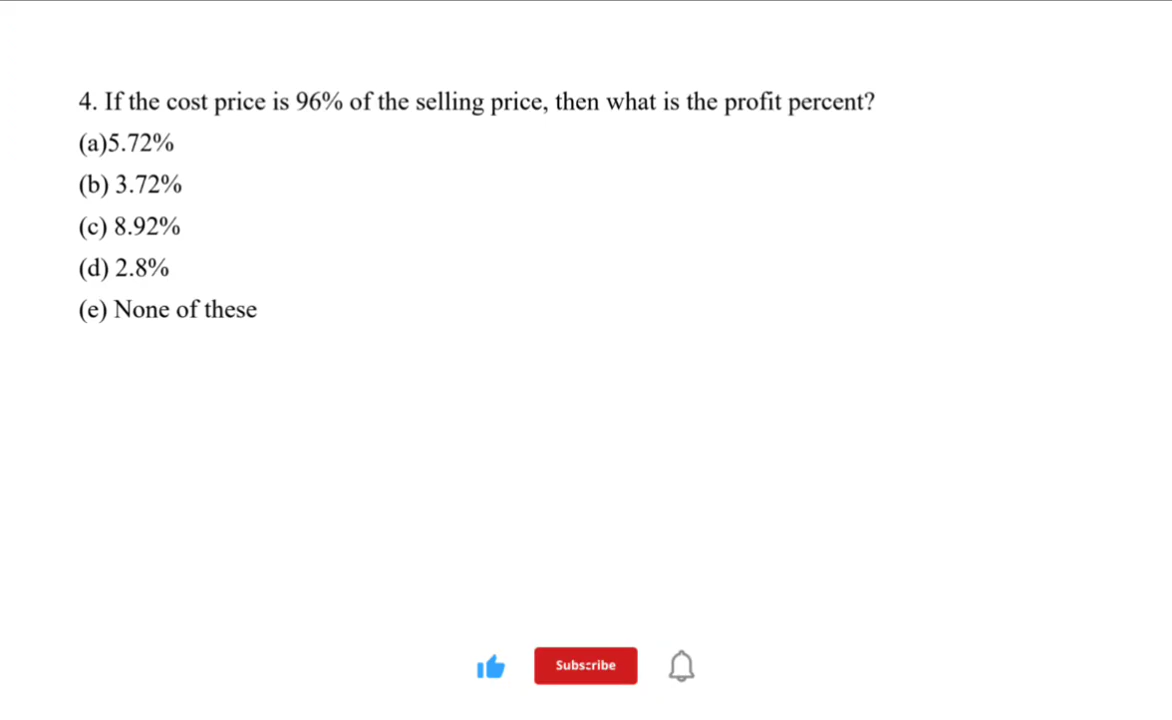 4. If the cost price is 96% of the selling price, then what is the profit percent?
(a)5.72%
(b) 3.72%
(c) 8.92%
(d) 2.8%
(e) None of these
Subscribe